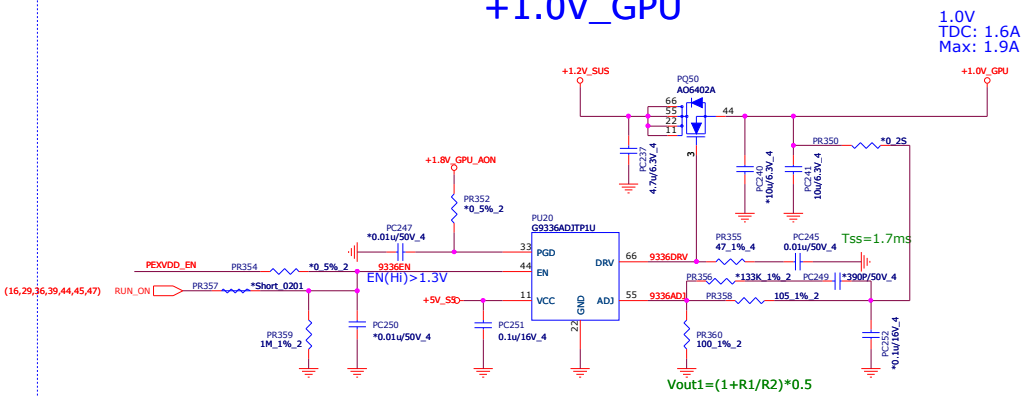 +1.0V_GPU
1.0V
TDC: 1.6A
Max: 1.9A
+1.2V_SUS
PQ50
AO6402A
+1.0V_GPU
66
55
22
11
44
3
PC237
4.7u/6.3V_4
PC240
*10u/6.3V_4
PC241
10u/6.3V_4
PR350
*0_2S
+1.8V_GPU_AON
PR352
*0_5%_2
PC247
*0.01u/50V_4
PU20
G9336ADJTP1U
33
PGD
44
EN
11
VCC
GND
22
DRV
66
ADJ
55
9336DRV
PR355
47_1%_4
PC245
0.01u/50V_4
Tss=1.7ms
PEXVDD_EN
PR354
*0_5%_2
9336EN
EN(Hi)>1.3V
(16,29,36,39,44,45,47)
RUN_ON
PR357
*Short_0201
+5V_S5
PR356
*133K_1%_2
PC249
*390P/50V_4
9336ADJ
PR358
105_1%_2
PR359
1M_1%_2
PC250
*0.01u/50V_4
PC251
0.1u/16V_4
PR360
100_1%_2
PC252
*0.1u/16V_4
Vout1=(1+R1/R2)*0.5